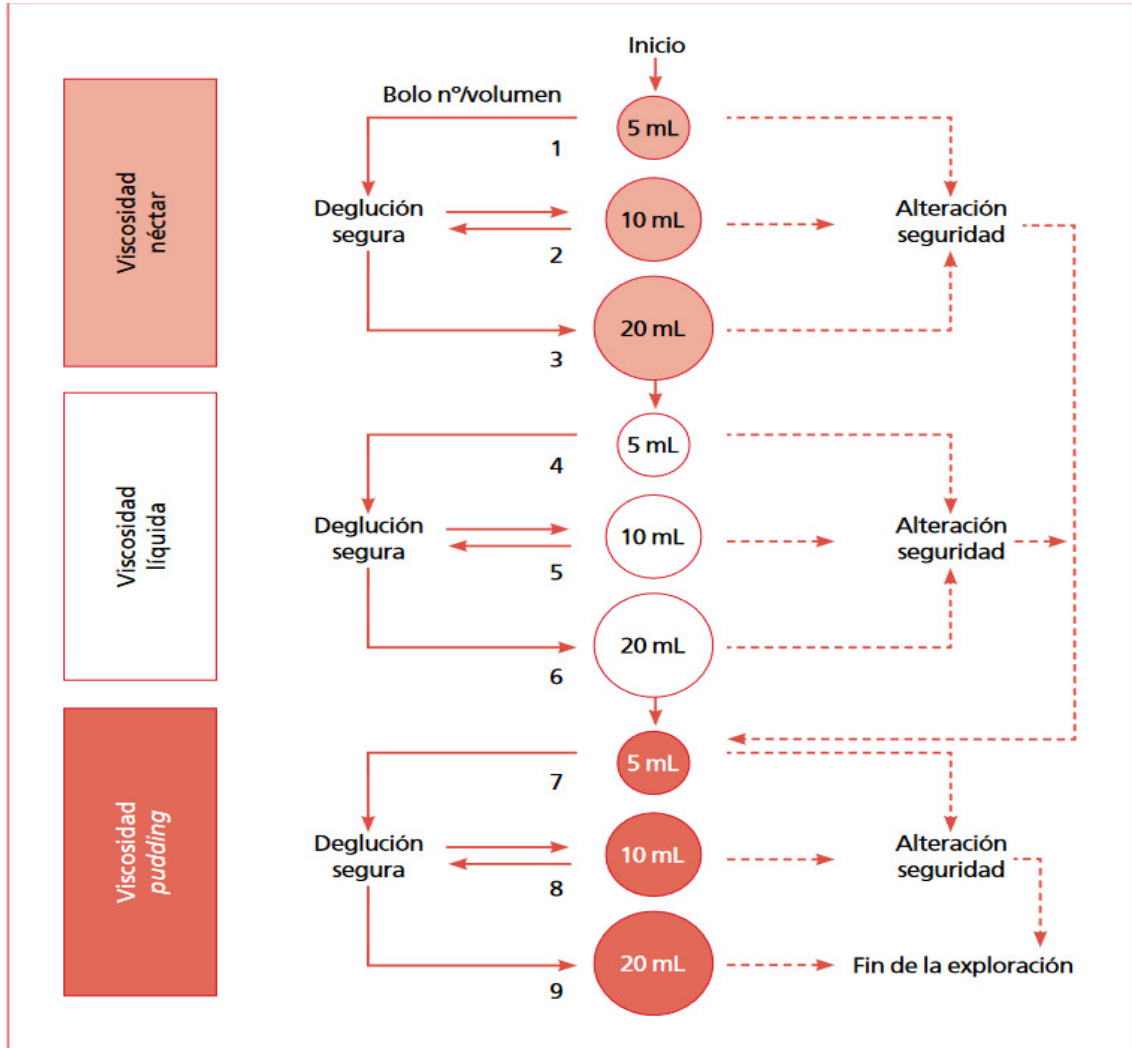 Inicio
Bolo nº/volumen
Viscosidad
néctar
5 mL
1
Deglución
segura
10 mL
2
Alteración
seguridad
20 mL
3
Viscosidad
líquida
5 mL
4
Deglución
segura
10 mL
5
Alteración
seguridad
20 mL
6
Viscosidad
pudding
5 mL
7
Deglución
segura
10 mL
8
Alteración
seguridad
20 mL
9
Fin de la exploración